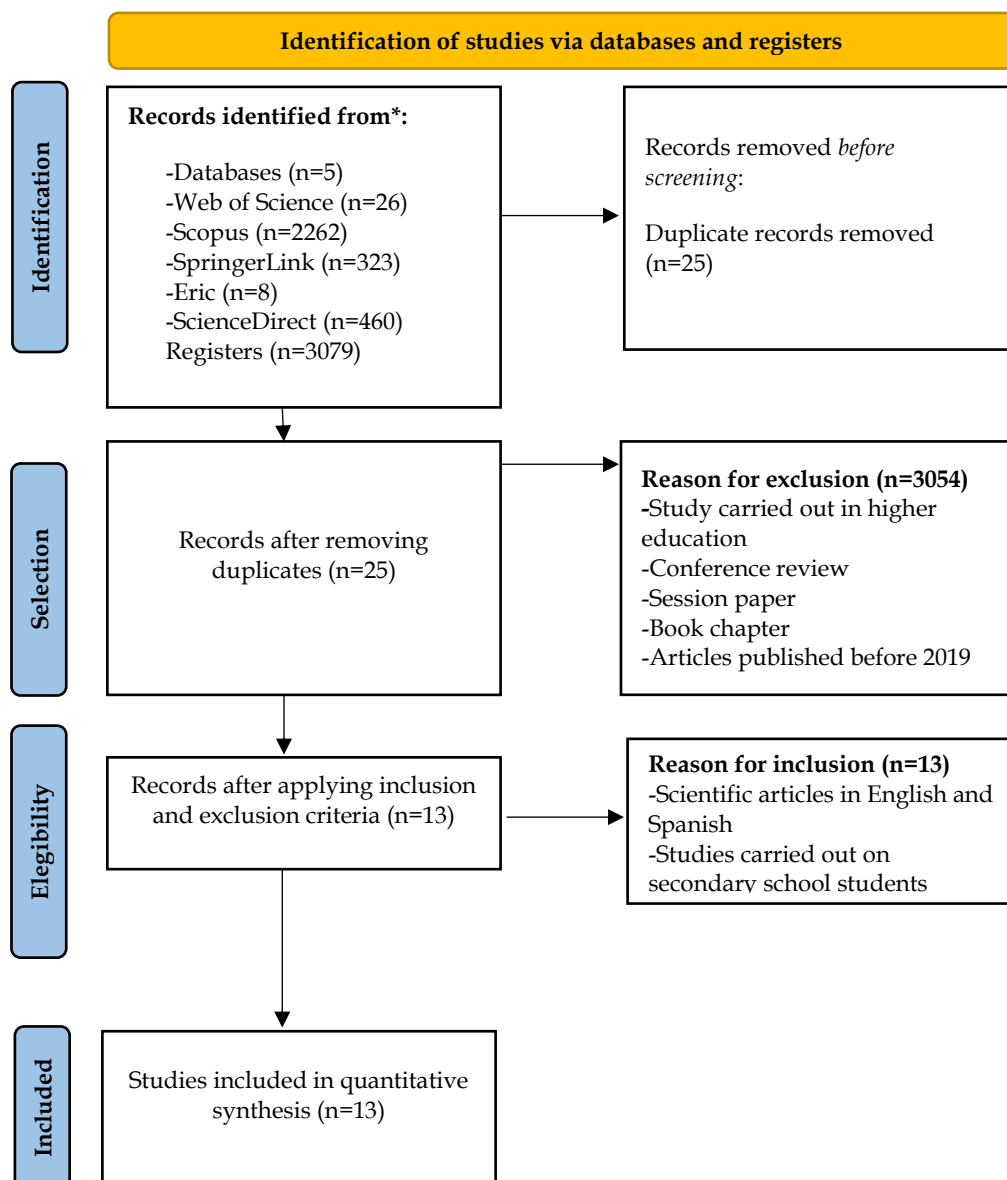 Identification of studies via databases and registers
Identification
Records identified from*:
-Databases (n=5)
-Web of Science (n=26)
-Scopus (n=2262)
-SpringerLink (n=323)
-Eric (n=8)
-ScienceDirect (n=460)
Registers (n=3079)
Records removed before
screening:
Duplicate records removed
(n=25)
Selection
Records after removing
duplicates (n=25)
Reason for exclusion (n=3054)
-Study carried out in higher
education
-Conference review
-Session paper
-Book chapter
-Articles published before 2019
Elegibility
Records after applying inclusion
and exclusion criteria (n=13)
Reason for inclusion (n=13)
-Scientific articles in English and
Spanish
-Studies carried out on
secondary school students
Included
Studies included in quantitative
synthesis (n=13)